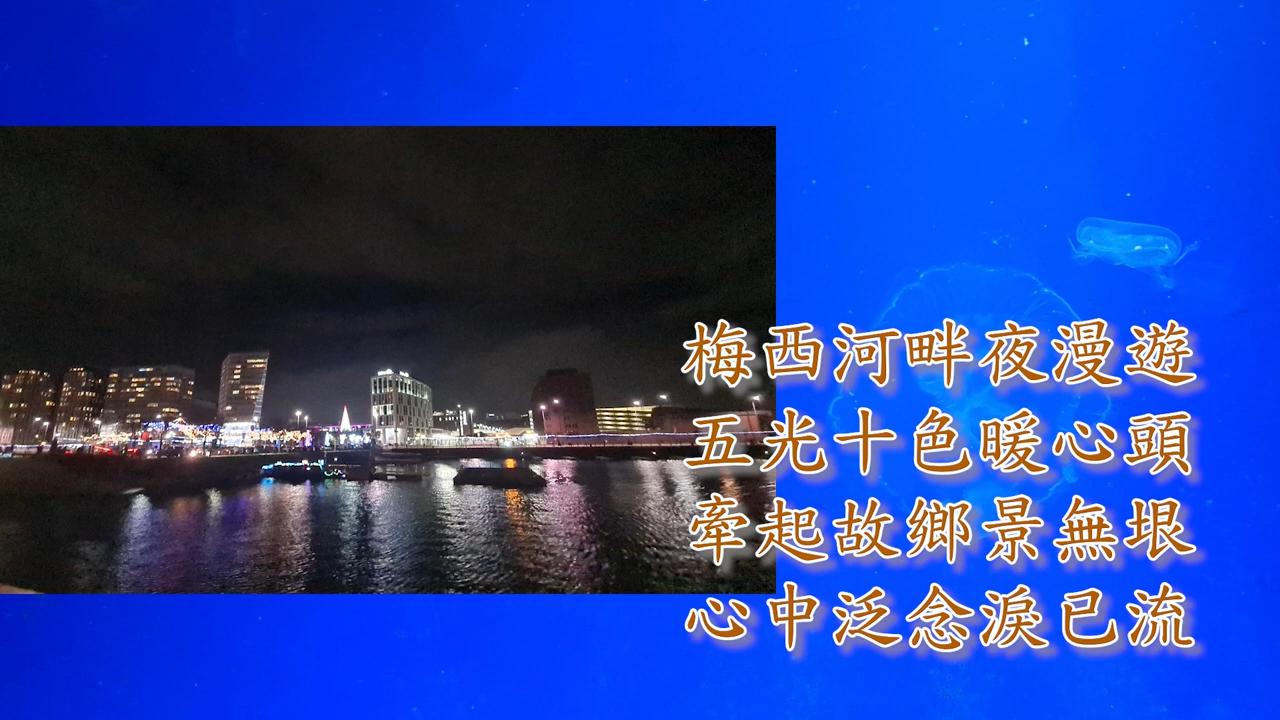 梅西河畔夜漫遊
五光十色暖心頭
牽起故鄉景無垠
心中泛念淚已流